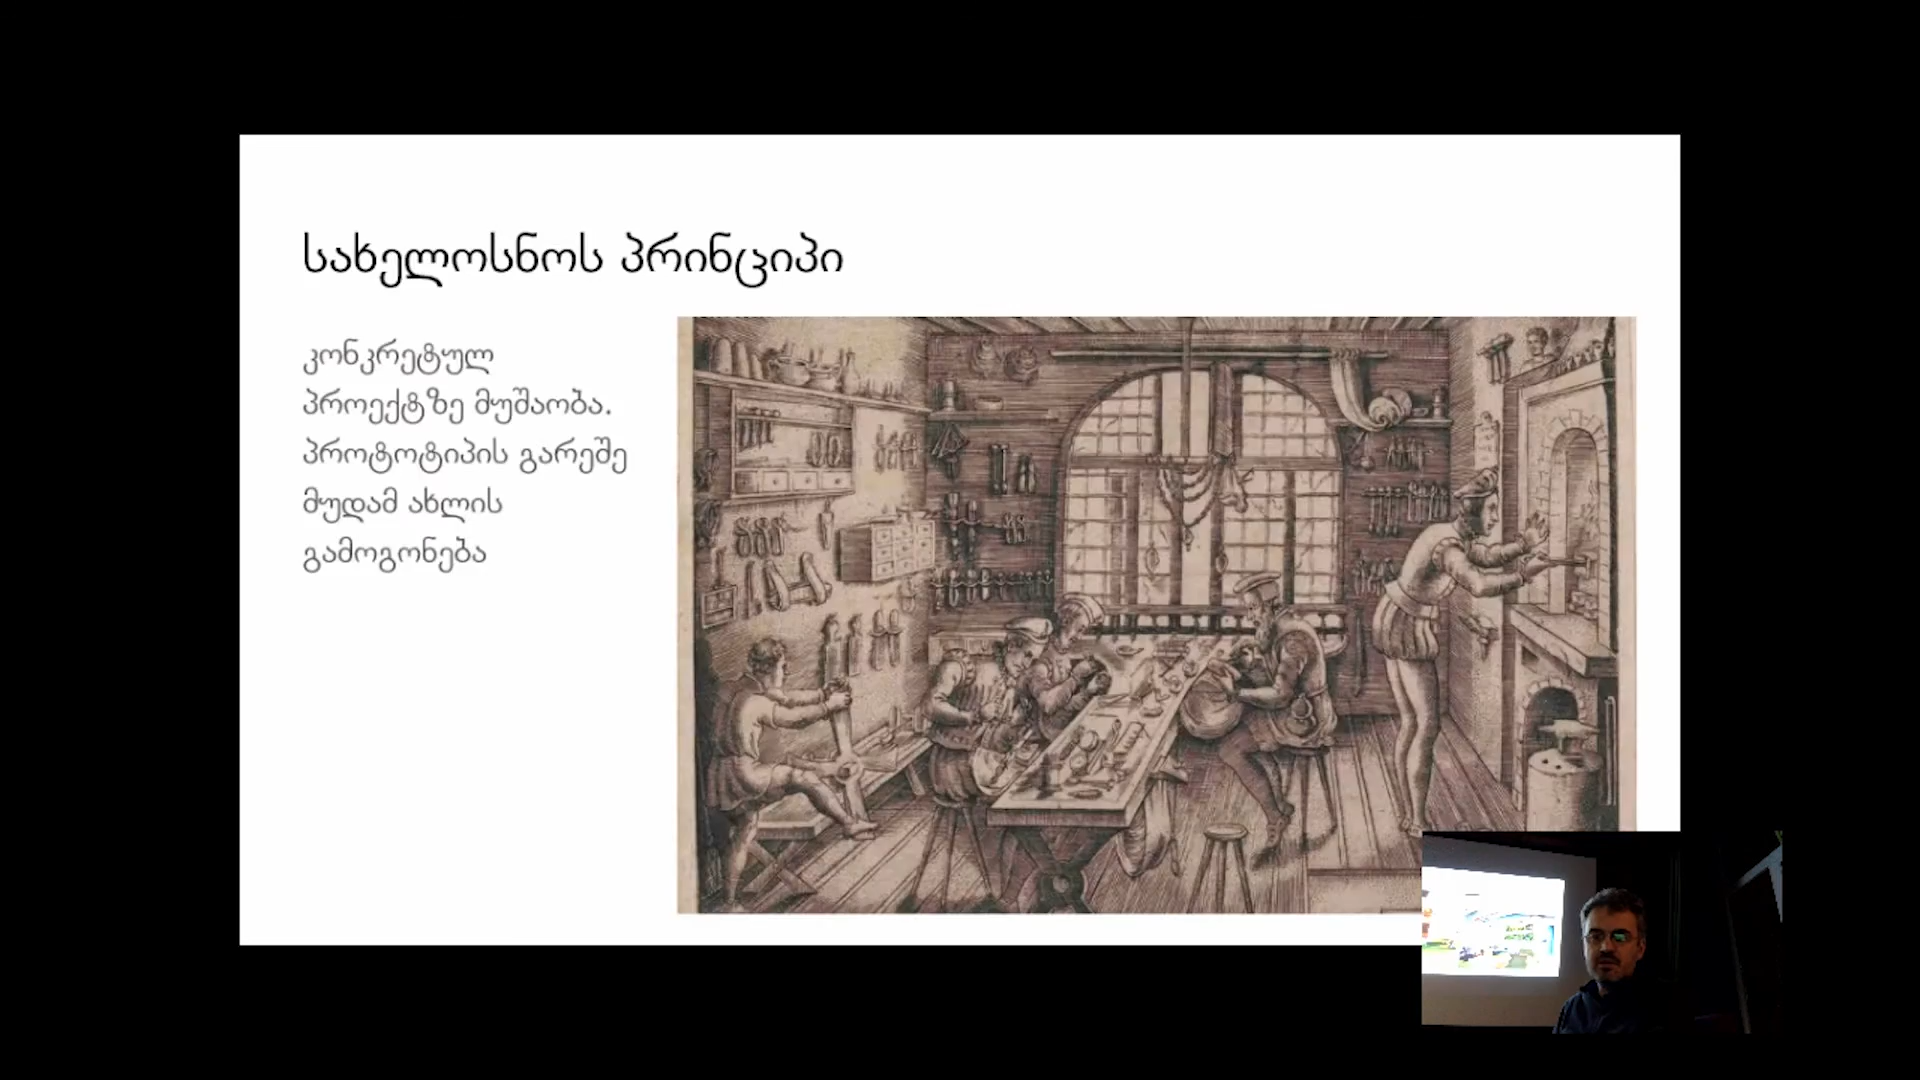 სახელოსნოს პრინციპი
კონკრეტულ
პროექტზე მუშაობა.
პროტოტიპის გარეშე
მუდამ ახლის
გამოგონება